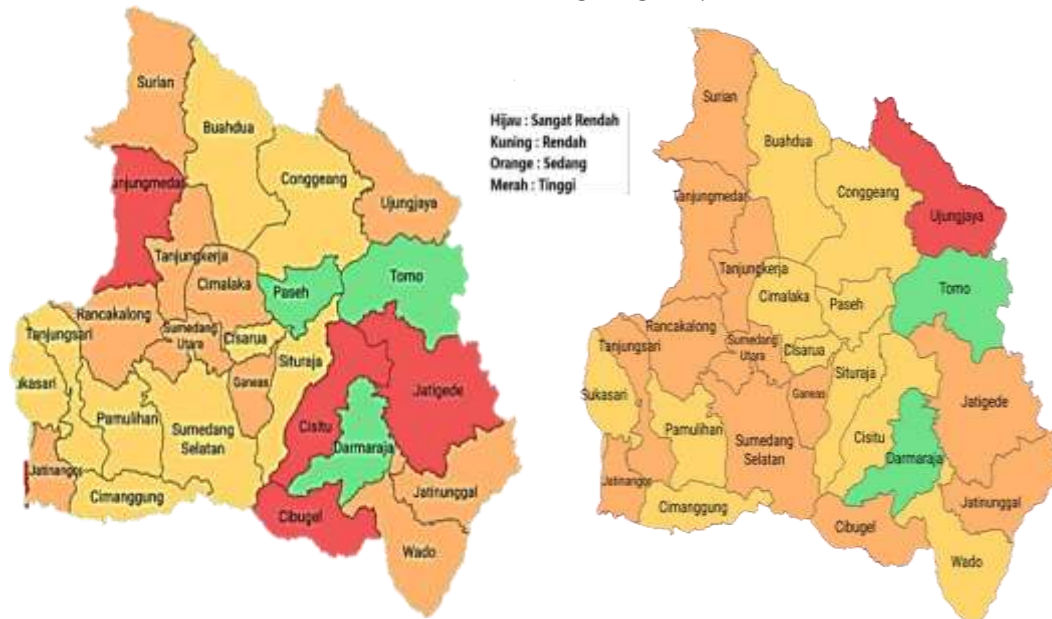 Surian
Buahdua
Conggeang
Ujungjaya
anjungmedar
Tanjungkerja
Cimalaka
Paseh
Tomo
Rancakalong
Tanjungsari
Sumedang
Utara
Cisarua
Situraja
Ganeas
Jatigede
ukasari
Pamulihan
Sumedang
Selatan
Cisitu
Darmaraja
Jatinangor
Cimanggung
Jatinunggal
Cibugel
Wado
Hijau : Sangat Rendah
Kuning : Rendah
Orange : Sedang
Merah : Tinggi
Surian
Buahdua
Conggeang
Ujungjaya
Tanjungmedar
Tanjungkerja
Cimalaka
Paseh
Tomo
Rancakalong
Tanjungsari
Sumedang
Utara
Cisarua
Situraja
Ganeas
Jatigede
Sukasari
Pamulihan
Sumedang
Selatan
Cisitu
Darmaraja
Jatinangor
Cimanggung
Jatinunggal
Cibugel
Wado